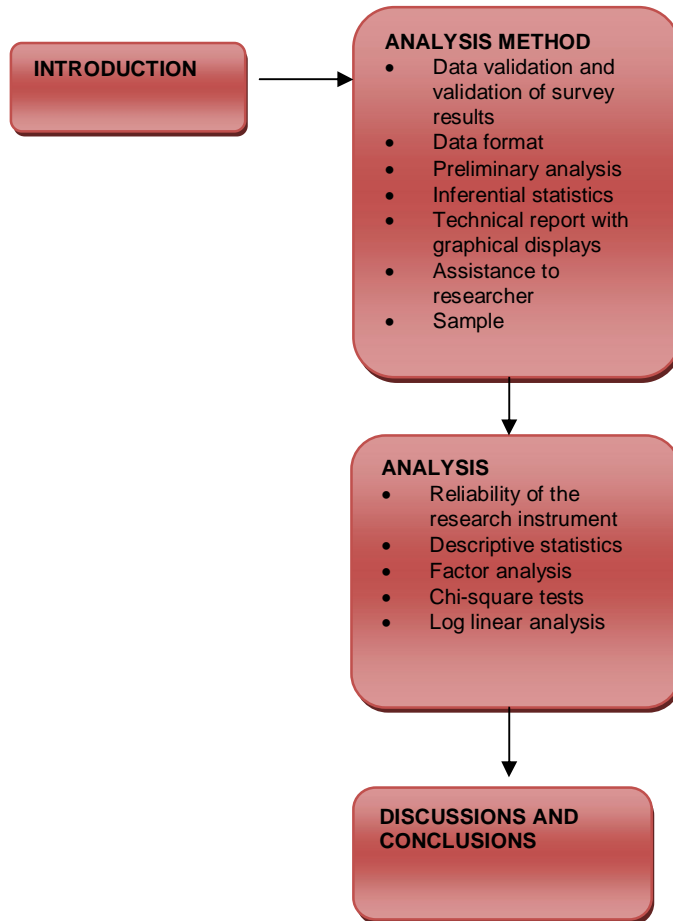 INTRODUCTION
ANALYSIS METHOD
• Data validation and
validation of survey
results
• Data format
• Preliminary analysis
• Inferential statistics
• Technical report with
graphical displays
• Assistance to
researcher
• Sample
ANALYSIS
• Reliability of the
research instrument
• Descriptive statistics
• Factor analysis
• Chi-square tests
• Log linear analysis
DISCUSSIONS AND
CONCLUSIONS